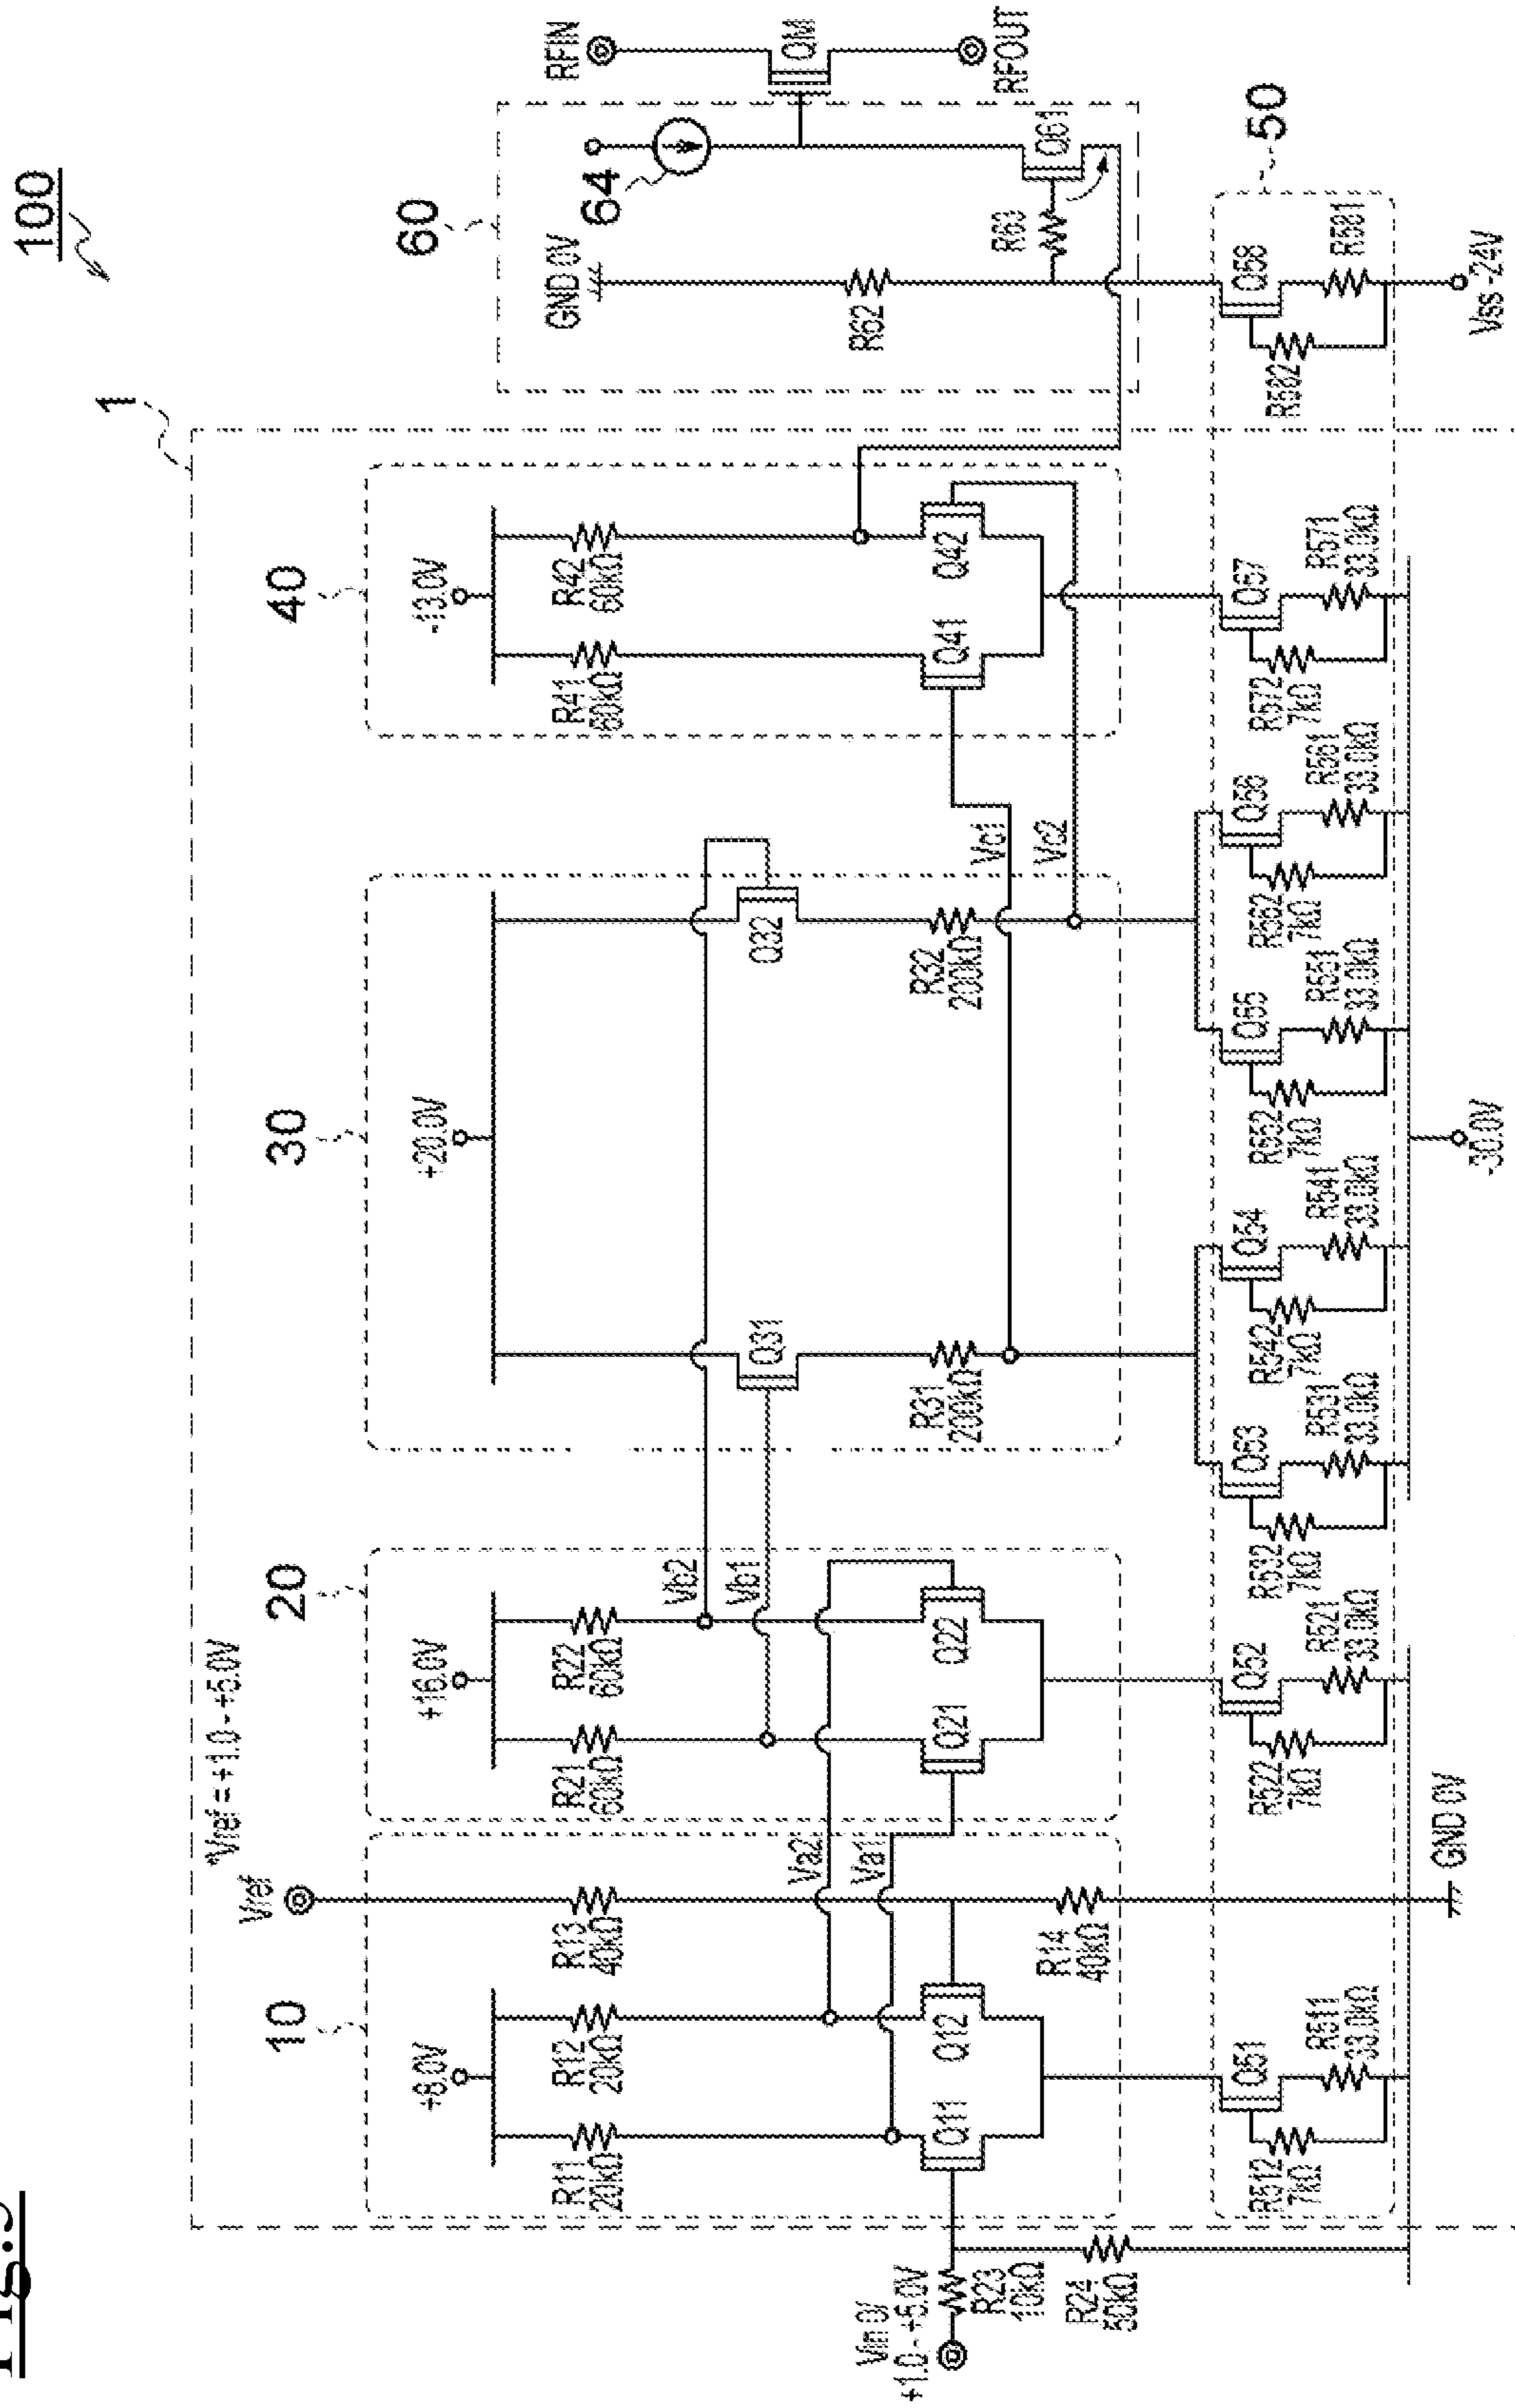 Fig.5
100
1
*Vref = +1.0 - +5.0V
Vref
10
20
30
40
60
+8.0V
+16.0V
+20.0V
-13.0V
GND 0V
64
RFIN
R11
20kΩ
R12
20kΩ
R13
40kΩ
R21
60kΩ
R22
60kΩ
R41
60kΩ
R42
60kΩ
R62
Vb2
Vb1
Va2
Va1
Q31
Q32
QM
Q11
Q12
Q21
Q22
R31
200kΩ
R32
200kΩ
Vc1
Vc2
Q41
Q42
R63
Q61
RFOUT
Vin 0/
+1.0 - +5.0V
R23
10kΩ
R24
50kΩ
R14
40kΩ
50
Q51
Q52
Q53
Q54
Q55
Q56
Q57
Q58
R512
7kΩ
R511
33.0kΩ
R522
7kΩ
R521
33.0kΩ
R532
7kΩ
R531
33.0kΩ
R542
7kΩ
R541
33.0kΩ
R552
7kΩ
R551
33.0kΩ
R562
7kΩ
R561
33.0kΩ
R572
7kΩ
R571
33.0kΩ
R582
R581
GND 0V
-30.0V
Vss -24V